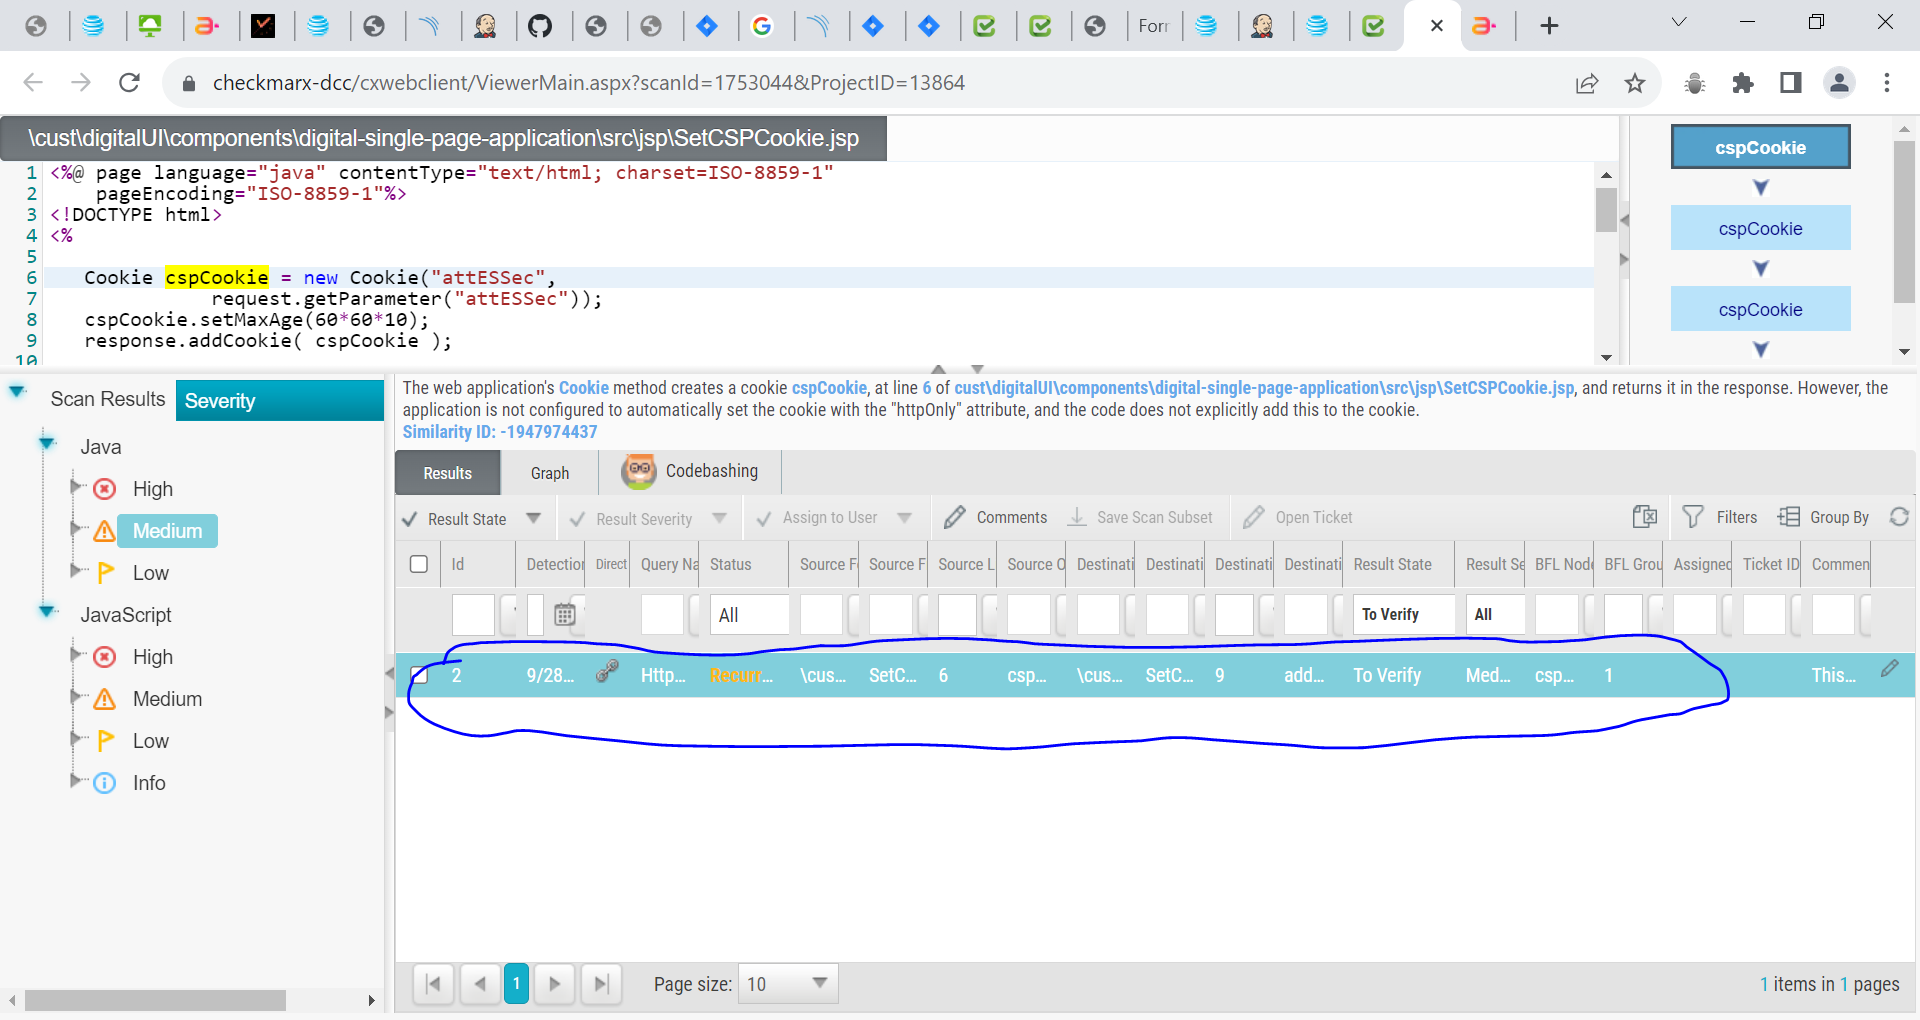 Forr
checkmarx-dcc/cxwebclient/ViewerMain.aspx?scanId=1753044&ProjectID=13864
\cust\digitalUI\components\digital-single-page-application\src\jsp\SetCSPCookie.jsp
1 <%@ page language="java" contentType="text/html; charset=ISO-8859-1"
2 pageEncoding="ISO-8859-1"%>
3 <!DOCTYPE html>
4 <%
5
6 Cookie cspCookie = new Cookie("attESSec",
7 request.getParameter("attESSec"));
8 cspCookie.setMaxAge(60*60*10);
9 response.addCookie( cspCookie );
10
cspCookie
cspCookie
cspCookie
Scan Results Severity
Java
High
Medium
Low
JavaScript
High
Medium
Low
Info
The web application's Cookie method creates a cookie cspCookie, at line 6 of cust\digitalUI\components\digital-single-page-application\src\jsp\SetCSPCookie.jsp, and returns it in the response. However, the
application is not configured to automatically set the cookie with the "httpOnly" attribute, and the code does not explicitly add this to the cookie.
Similarity ID: -1947974437
Results Graph Codebashing
Result State Result Severity Assign to User Comments Save Scan Subset Open Ticket Filters Group By
Id Detection Direct Query Na Status Source F Source F Source L Source O Destinati Destinati Destinati Destinati Result State Result Se BFL Node BFL Grou Assigned Ticket ID Commen
All To Verify All
2 9/28... Http... Recurr... \cus... SetC... 6 csp... \cus... SetC... 9 add... To Verify Med... csp... 1 This...
1 Page size: 10 1 items in 1 pages